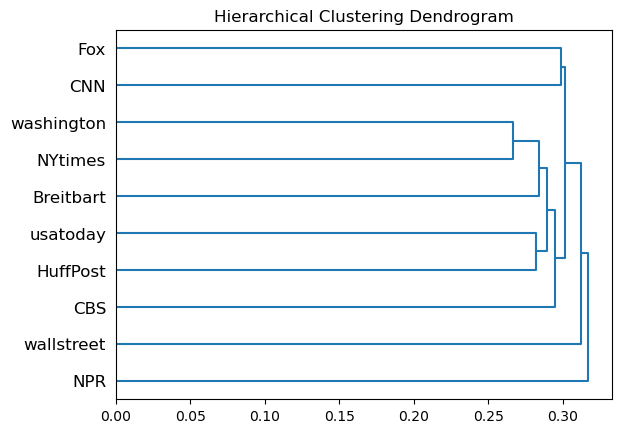 Hierarchical Clustering Dendrogram
Fox
CNN
washington
NYtimes
Breitbart
usatoday
HuffPost
CBS
wallstreet
NPR
0.00 0.05 0.10 0.15 0.20 0.25 0.30